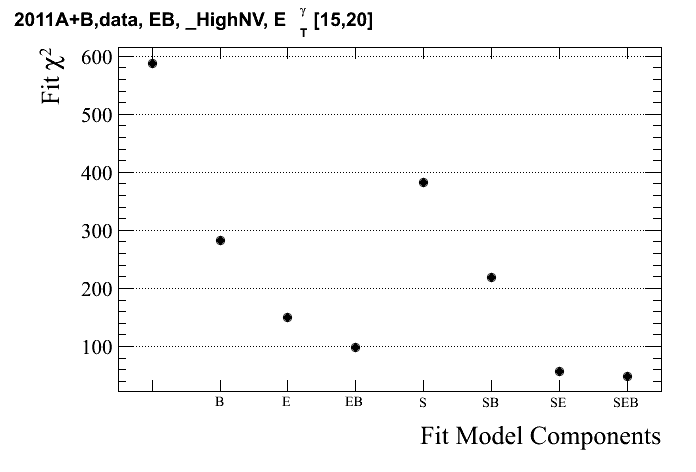 2011A+B,data, EB, _HighNV, E γ T [15,20]
Fit χ²
600
500
400
300
200
100
B E EB S SB SE SEB
Fit Model Components